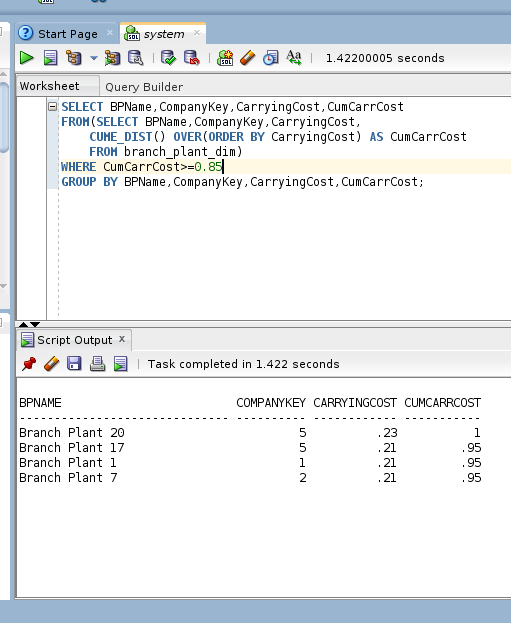 Start Page
system
1.42200005 seconds
Worksheet
Query Builder
SELECT BPName,CompanyKey,CarryingCost,CumCarrCost
FROM(SELECT BPName,CompanyKey,CarryingCost,
CUME_DIST() OVER(ORDER BY CarryingCost) AS CumCarrCost
FROM branch_plant_dim)
WHERE CumCarrCost>=0.85
GROUP BY BPName,CompanyKey,CarryingCost,CumCarrCost;
Script Output x
Task completed in 1.422 seconds
BPNAME COMPANYKEY CARRYINGCOST CUMCARRCOST
------------------------------ ---------- ------------ -----------
Branch Plant 20 5 .23 1
Branch Plant 17 5 .21 .95
Branch Plant 1 1 .21 .95
Branch Plant 7 2 .21 .95